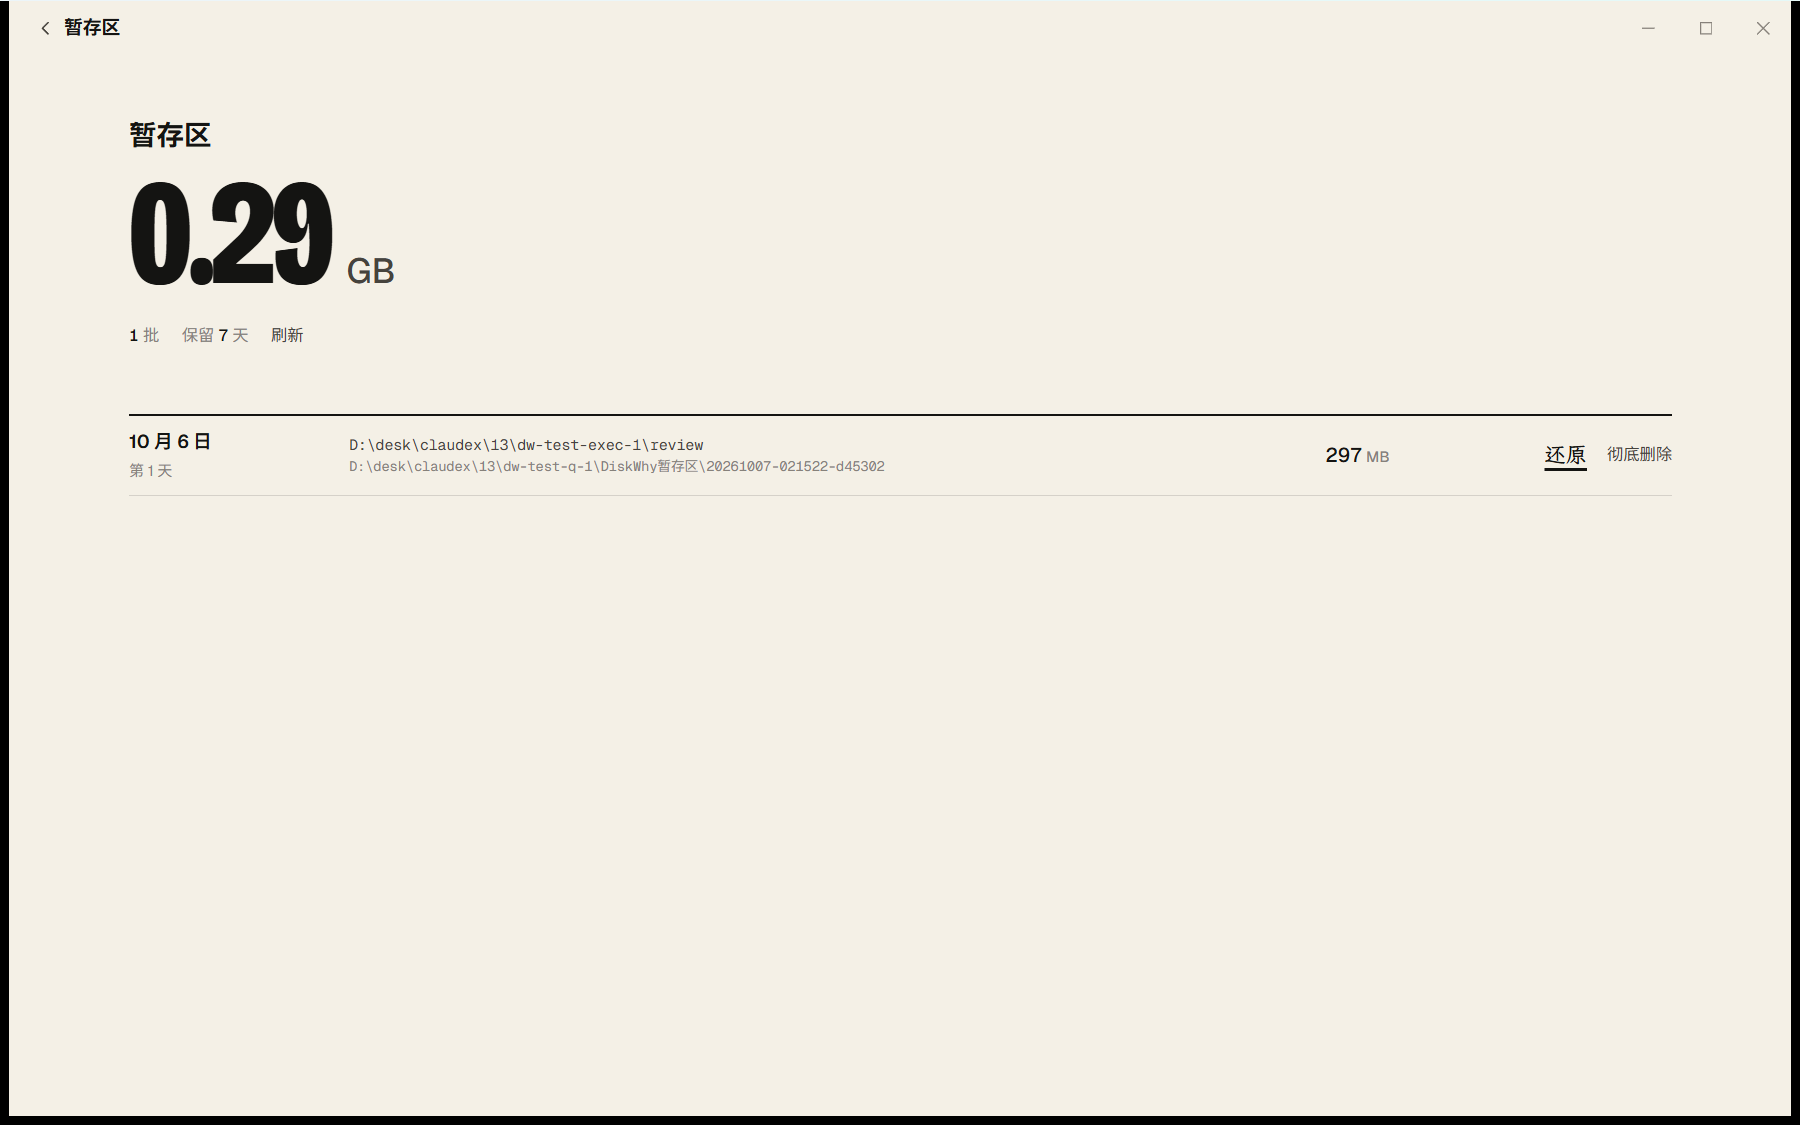 暂存区
暂存区
0.29 GB
1 批 保留 7 天 刷新
10 月 6 日
第 1 天
D:\desk\claudex\13\dw-test-exec-1\review
D:\desk\claudex\13\dw-test-q-1\DiskWhy暂存区\20261007-021522-d45302
297 MB
还原 彻底删除